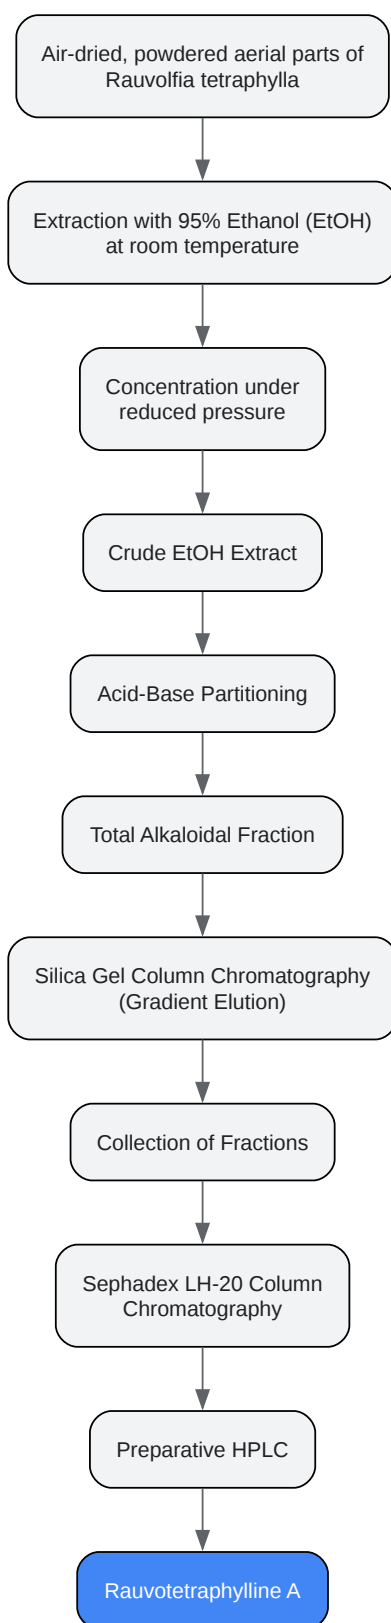 Air-dried, powdered aerial parts of
Rauvolfia tetraphylla
Extraction with 95% Ethanol (EtOH)
at room temperature
Concentration under
reduced pressure
Crude EtOH Extract
Acid-Base Partitioning
Total Alkaloidal Fraction
Silica Gel Column Chromatography
(Gradient Elution)
Collection of Fractions
Sephadex LH-20 Column
Chromatography
Preparative HPLC
Rauvotetraphylline A